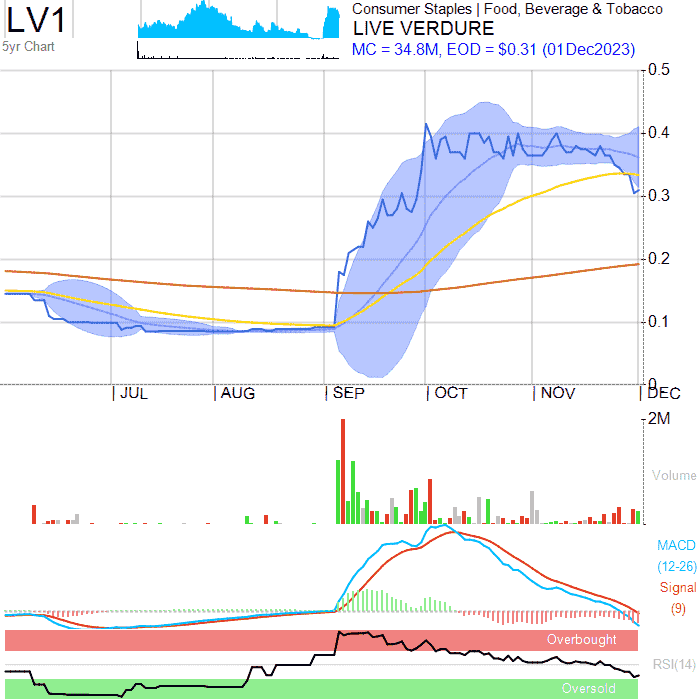 LV1
5yr Chart
Consumer Staples | Food, Beverage & Tobacco
LIVE VERDURE
MC = 34.8M, EOD = $0.31 (01Dec2023)
0.5
0.4
0.3
0.2
0.1
0
JUL
AUG
SEP
OCT
NOV
DEC
2M
Volume
MACD
(12-26)
Signal
(9)
Overbought
RSI(14)
Oversold